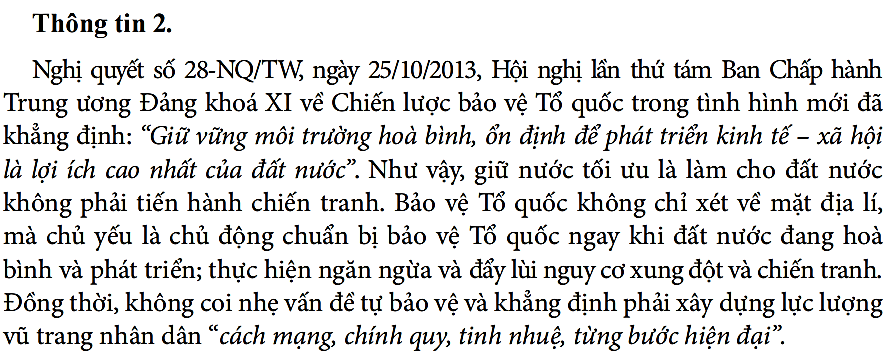 Thông tin 2.
Nghị quyết số 28-NQ/TW, ngày 25/10/2013, Hội nghị lần thứ tám Ban Chấp hành
Trung ương Đảng khoá XI về Chiến lược bảo vệ Tổ quốc trong tình hình mới đã
khẳng định: “Giữ vững môi trường hoà bình, ổn định để phát triển kinh tế – xã hội
là lợi ích cao nhất của đất nước”. Như vậy, giữ nước tối ưu là làm cho đất nước
không phải tiến hành chiến tranh. Bảo vệ Tổ quốc không chỉ xét về mặt địa lí,
mà chủ yếu là chủ động chuẩn bị bảo vệ Tổ quốc ngay khi đất nước đang hoà
bình và phát triển; thực hiện ngăn ngừa và đẩy lùi nguy cơ xung đột và chiến tranh.
Đồng thời, không coi nhẹ vấn đề tự bảo vệ và khẳng định phải xây dựng lực lượng
vũ trang nhân dân “cách mạng, chính quy, tinh nhuệ, từng bước hiện đại”.